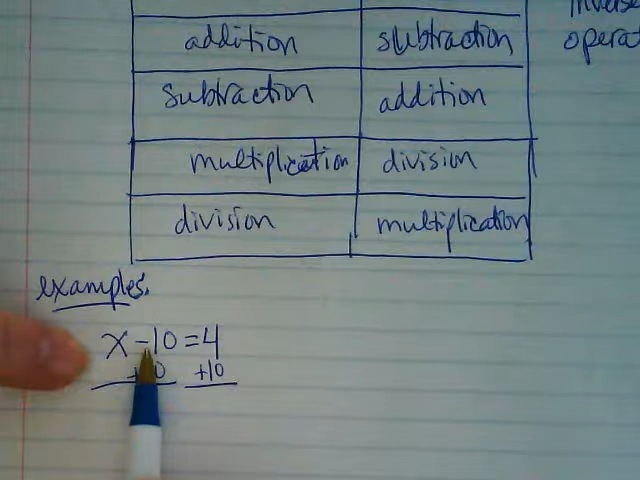 addition subtraction
subtraction addition
multiplication division
division multiplication
examples:
x-10=4
+10